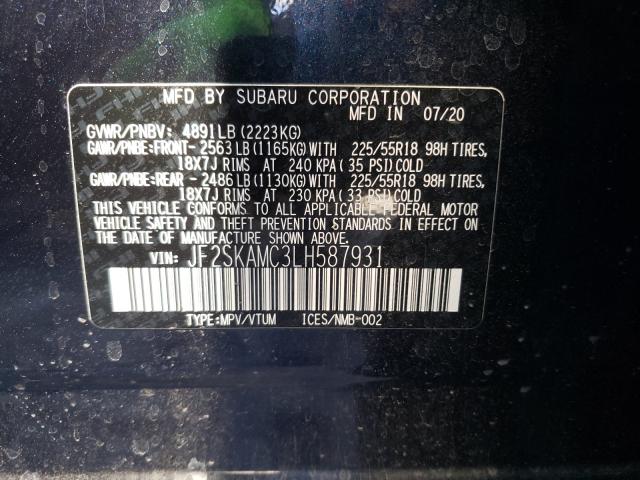 MFD BY SUBARU CORPORATION
MFD IN 07/20
GVWR/PNBV: 4891LB(2223KG)
GAWR/PNBE:FRONT-2563LB(1165KG)WITH 225/55R18 98H TIRES,
18X7J RIMS AT 240 KPA(35 PSI)COLD
GAWR/PNBE:REAR -2486LB(1130KG)WITH 225/55R18 98H TIRES,
18X7J RIMS AT 230 KPA(33 PSI)COLD
THIS VEHICLE CONFORMS TO ALL APPLICABLE FEDERAL MOTOR
VEHICLE SAFETY AND THEFT PREVENTION STANDARDS IN EFFECT ON
THE DATE OF MANUFACTURE SHOWN ABOVE.
VIN: JF2SKAMC3LH587931
TYPE:MPV/VTUM ICES/NMB-002